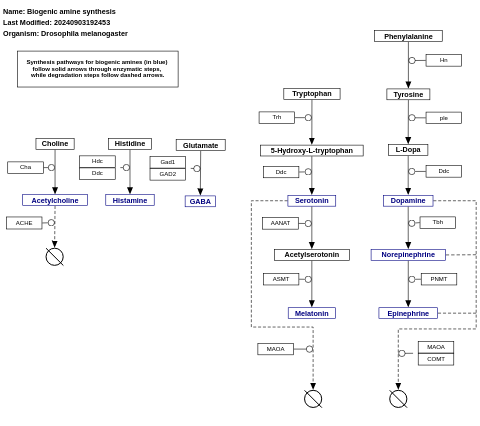 Name: Biogenic amine synthesis
Last Modified: 20240903192453
Organism: Drosophila melanogaster
Synthesis pathways for biogenic amines (in blue)
follow solid arrows through enzymatic steps,
while degradation steps follow dashed arrows.
Choline
Histidine
Glutamate
Cha
Hdc
Odc
Gad1
GAD2
Acetylcholine
Histamine
GABA
ACHE
Phenylalanine
Hn
Tryptophan
Tyrosine
Trh
ple
5-Hydroxy-L-tryptophan
L-Dopa
Ddc
Ddc
Serotonin
Dopamine
AANAT
Tbh
Acetylserotonin
Norepinephrine
ASMT
PNMT
Melatonin
Epinephrine
MAOA
MAOA
COMT